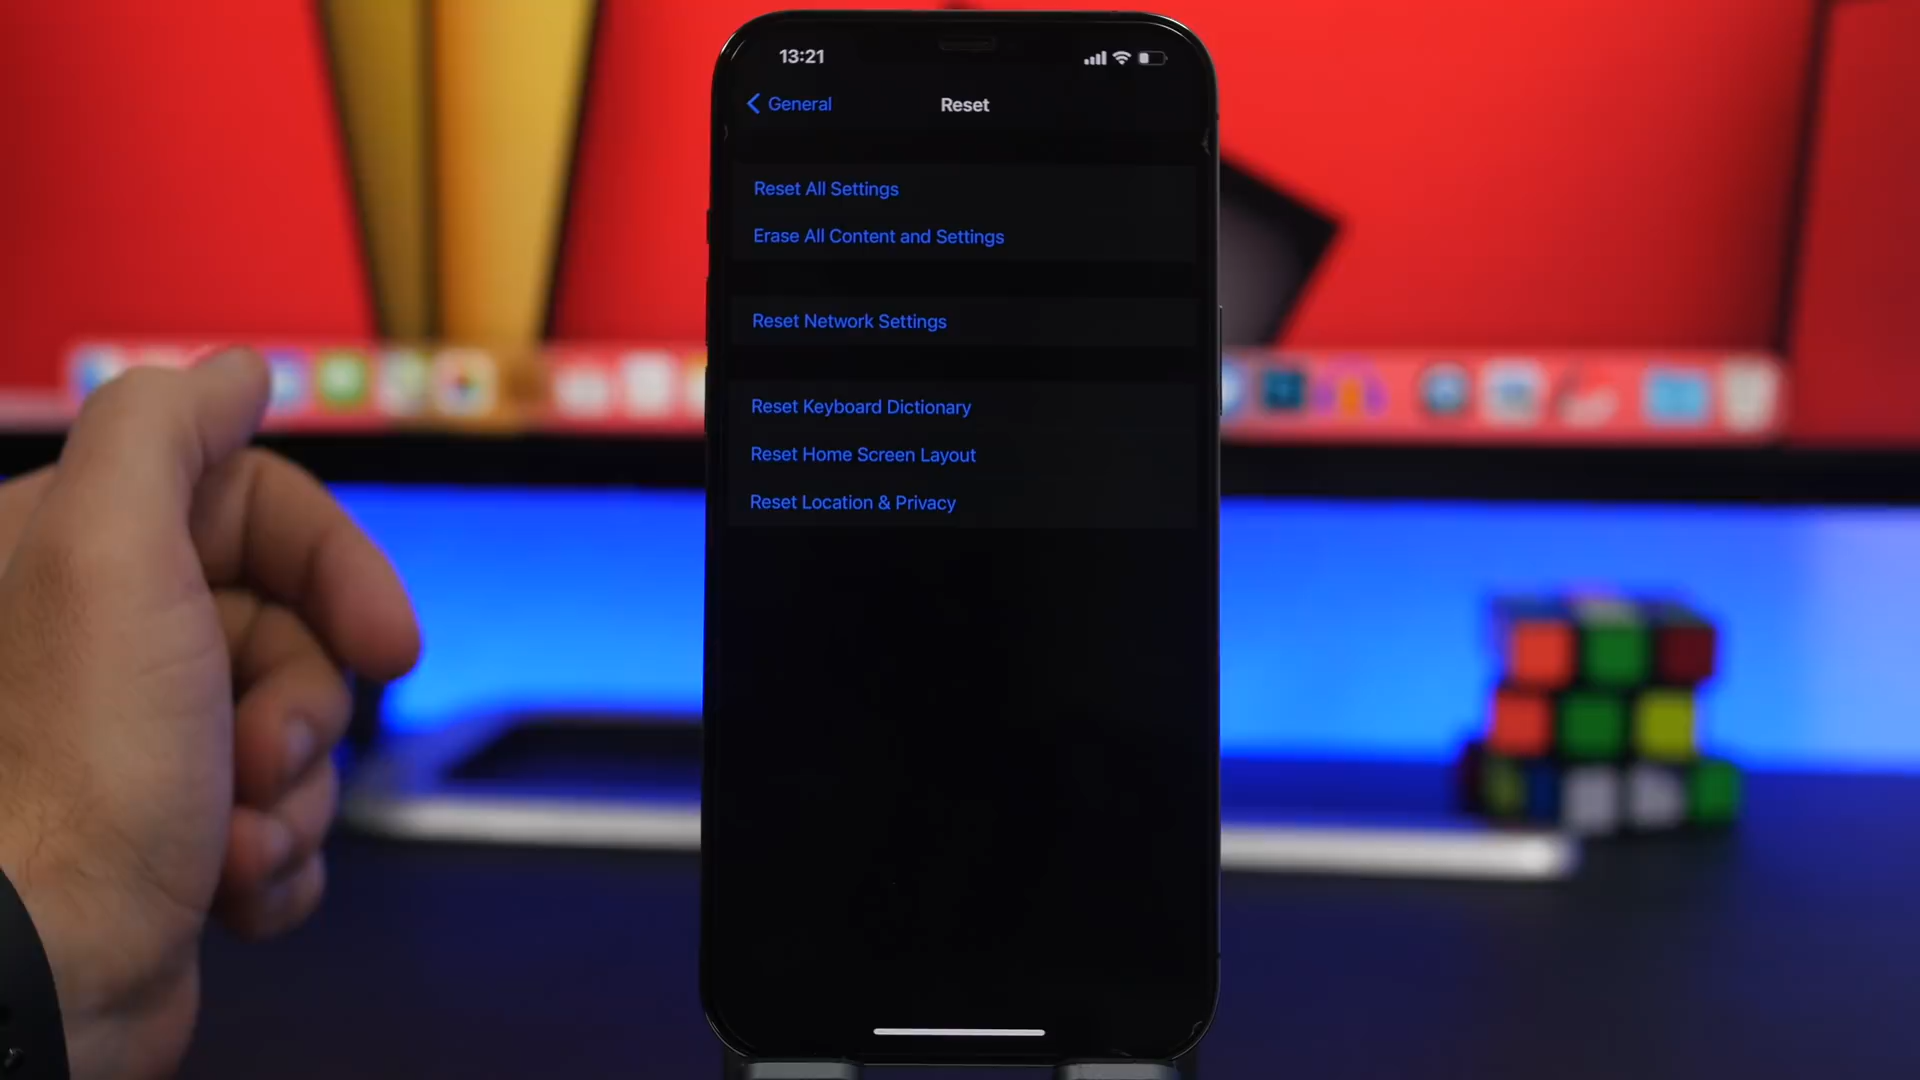 13:21
General
Reset
Reset All Settings
Erase All Content and Settings
Reset Network Settings
Reset Keyboard Dictionary
Reset Home Screen Layout
Reset Location & Privacy